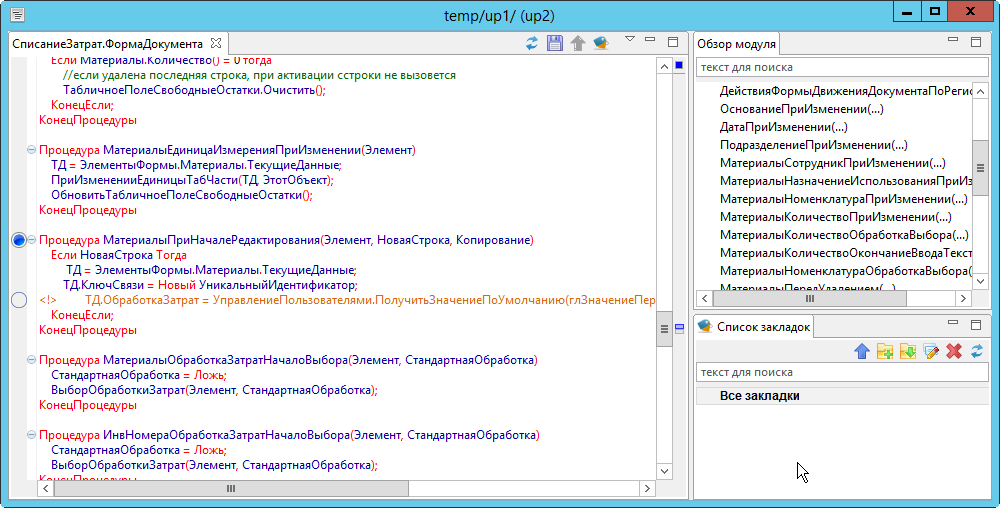 temp/up1/ (up2)
СписаниеЗатрат.ФормаДокумента
Если Материалы.Количество() = 0 тогда
//если удалена последняя строка, при активации сстроки не вызовется
ТабличноеПолеСвободныеОстатки.Очистить();
КонецЕсли;
КонецПроцедуры
Процедура МатериалыЕдиницаИзмеренияПриИзменении(Элемент)
ТД = ЭлементыФормы.Материалы.ТекущиеДанные;
ПриИзмененииЕдиницыТабЧасти(ТД, ЭтотОбъект);
ОбновитьТабличноеПолеСвободныеОстатки();
КонецПроцедуры
Процедура МатериалыПриНачалеРедактирования(Элемент, НоваяСтрока, Копирование)
Если НоваяСтрока Тогда
ТД = ЭлементыФормы.Материалы.ТекущиеДанные;
ТД.КлючСвязи = Новый УникальныйИдентификатор;
<!> ТД.ОбработкаЗатрат = УправлениеПользователями.ПолучитьЗначениеПоУмолчанию(глЗначениеПер
КонецЕсли;
КонецПроцедуры
Процедура МатериалыОбработкаЗатратНачалоВыбора(Элемент, СтандартнаяОбработка)
СтандартнаяОбработка = Ложь;
ВыборОбработкиЗатрат(Элемент, СтандартнаяОбработка);
КонецПроцедуры
Процедура ИнвНомераОбработкаЗатратНачалоВыбора(Элемент, СтандартнаяОбработка)
СтандартнаяОбработка = Ложь;
ВыборОбработкиЗатрат(Элемент, СтандартнаяОбработка);
КонецПроцедуры
Обзор модуля
текст для поиска
ДействияФормыДвиженияДокументаПоРегис
ОснованиеПриИзменении(...)
ДатаПриИзменении(...)
ПодразделениеПриИзменении(...)
МатериалыСотрудникПриИзменении(...)
МатериалыНазначениеИспользованияПриИз
МатериалыНоменклатураПриИзменении(...)
МатериалыКоличествоПриИзменении(...)
МатериалыКоличествоОбработкаВыбора(...)
МатериалыКоличествоОкончаниеВводаТекст
МатериалыНоменклатураОбработкаВыбора(
МатериалыПередУдалением(...)
Список закладок
текст для поиска
Все закладки